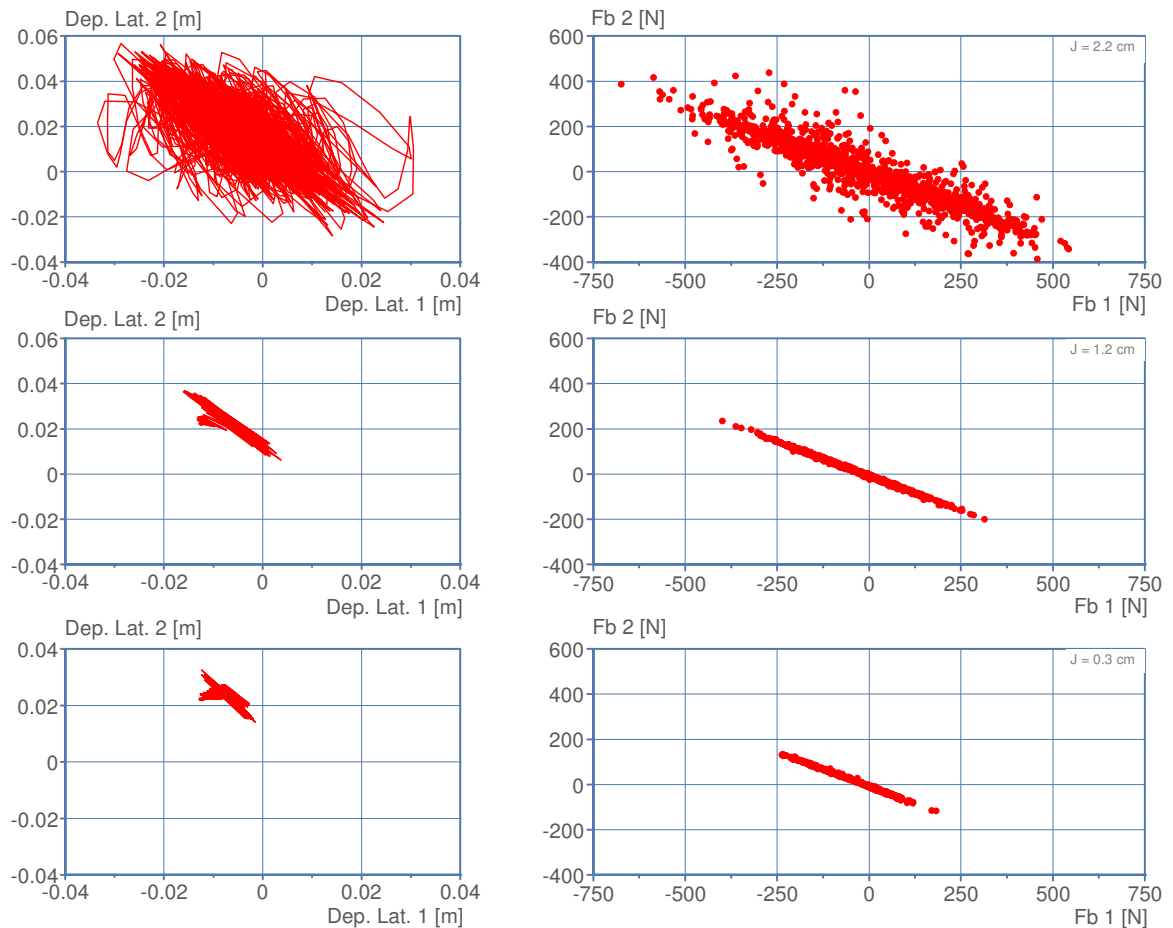 Dep. Lat. 2 [m]
0.06
0.04
0.02
0
-0.02
-0.04
-0.04 -0.02 0 0.02 0.04
Dep. Lat. 1 [m]
Fb 2 [N]
J = 2.2 cm
600
400
200
0
-200
-400
-750 -500 -250 0 250 500 750
Fb 1 [N]
Dep. Lat. 2 [m]
0.06
0.04
0.02
0
-0.02
-0.04
-0.04 -0.02 0 0.02 0.04
Dep. Lat. 1 [m]
Fb 2 [N]
J = 1.2 cm
600
400
200
0
-200
-400
-750 -500 -250 0 250 500 750
Fb 1 [N]
Dep. Lat. 2 [m]
0.04
0.02
0
-0.02
-0.04
-0.04 -0.02 0 0.02 0.04
Dep. Lat. 1 [m]
Fb 2 [N]
J = 0.3 cm
600
400
200
0
-200
-400
-750 -500 -250 0 250 500 750
Fb 1 [N]